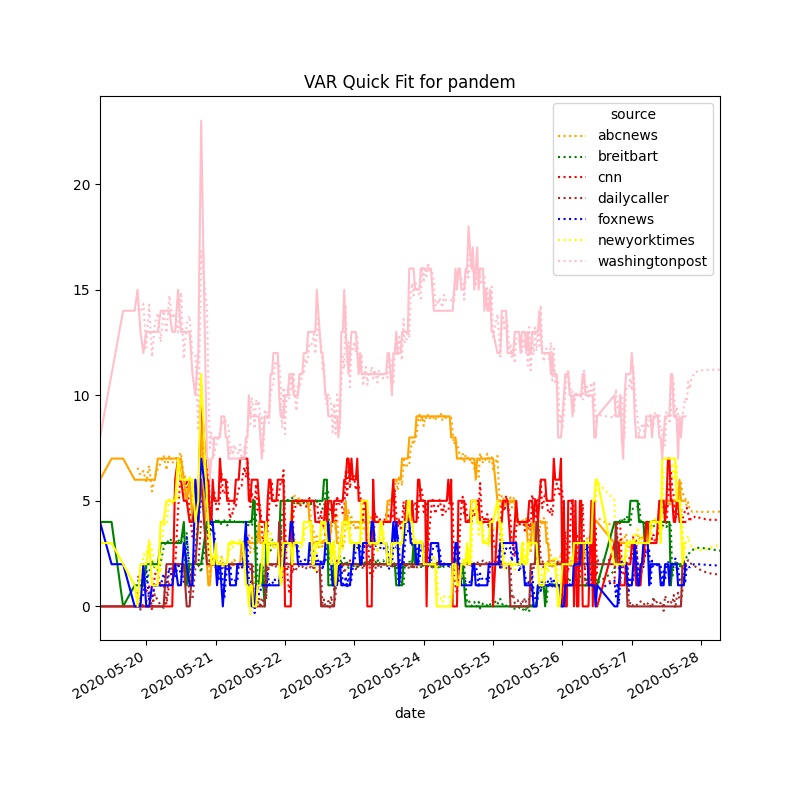 VAR Quick Fit for pandem
source
abcnews
breitbart
cnn
dailycaller
foxnews
newyorktimes
washingtonpost
20
15
10
5
0
2020-05-20
2020-05-21
2020-05-22
2020-05-23
2020-05-24
2020-05-25
2020-05-26
2020-05-27
2020-05-28
date